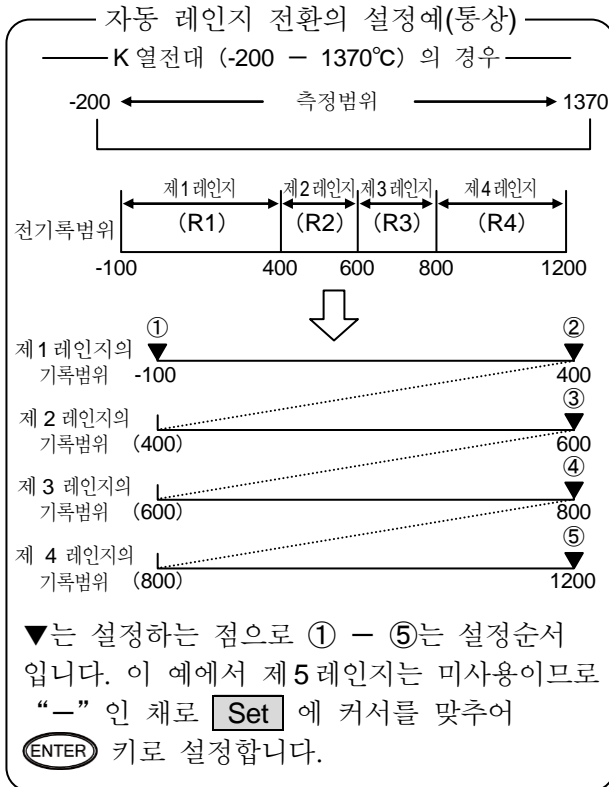 자동 레인지 전환의 설정예(통상)
K 열전대 (-200 － 1370℃) 의 경우
-200 측정범위 1370
제1레인지 제2레인지 제3레인지 제4레인지
전기록범위 (R1) (R2) (R3) (R4)
-100 400 600 800 1200
① ②
제1레인지의
기록범위 -100 400
③
제 2 레인지의
기록범위 (400) 600
④
제 3 레인지의
기록범위 (600) 800
⑤
제 4 레인지의
기록범위 (800) 1200
▼는 설정하는 점으로 ① － ⑤는 설정순서
입니다. 이 예에서 제5레인지는 미사용이므로
“－” 인 채로 Set 에 커서를 맞추어
ENTER 키로 설정합니다.